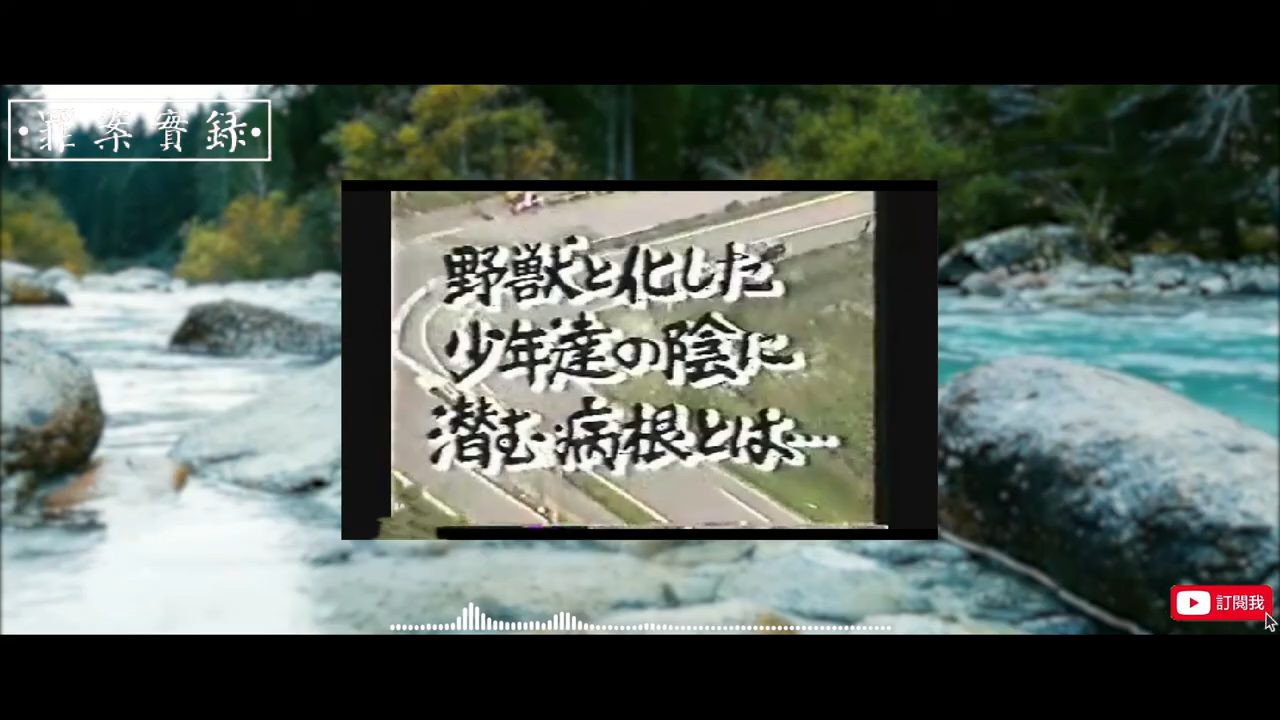 ·罪案實録·
野獣と化した
少年達の陰に
潜む病根とは…
訂閱我